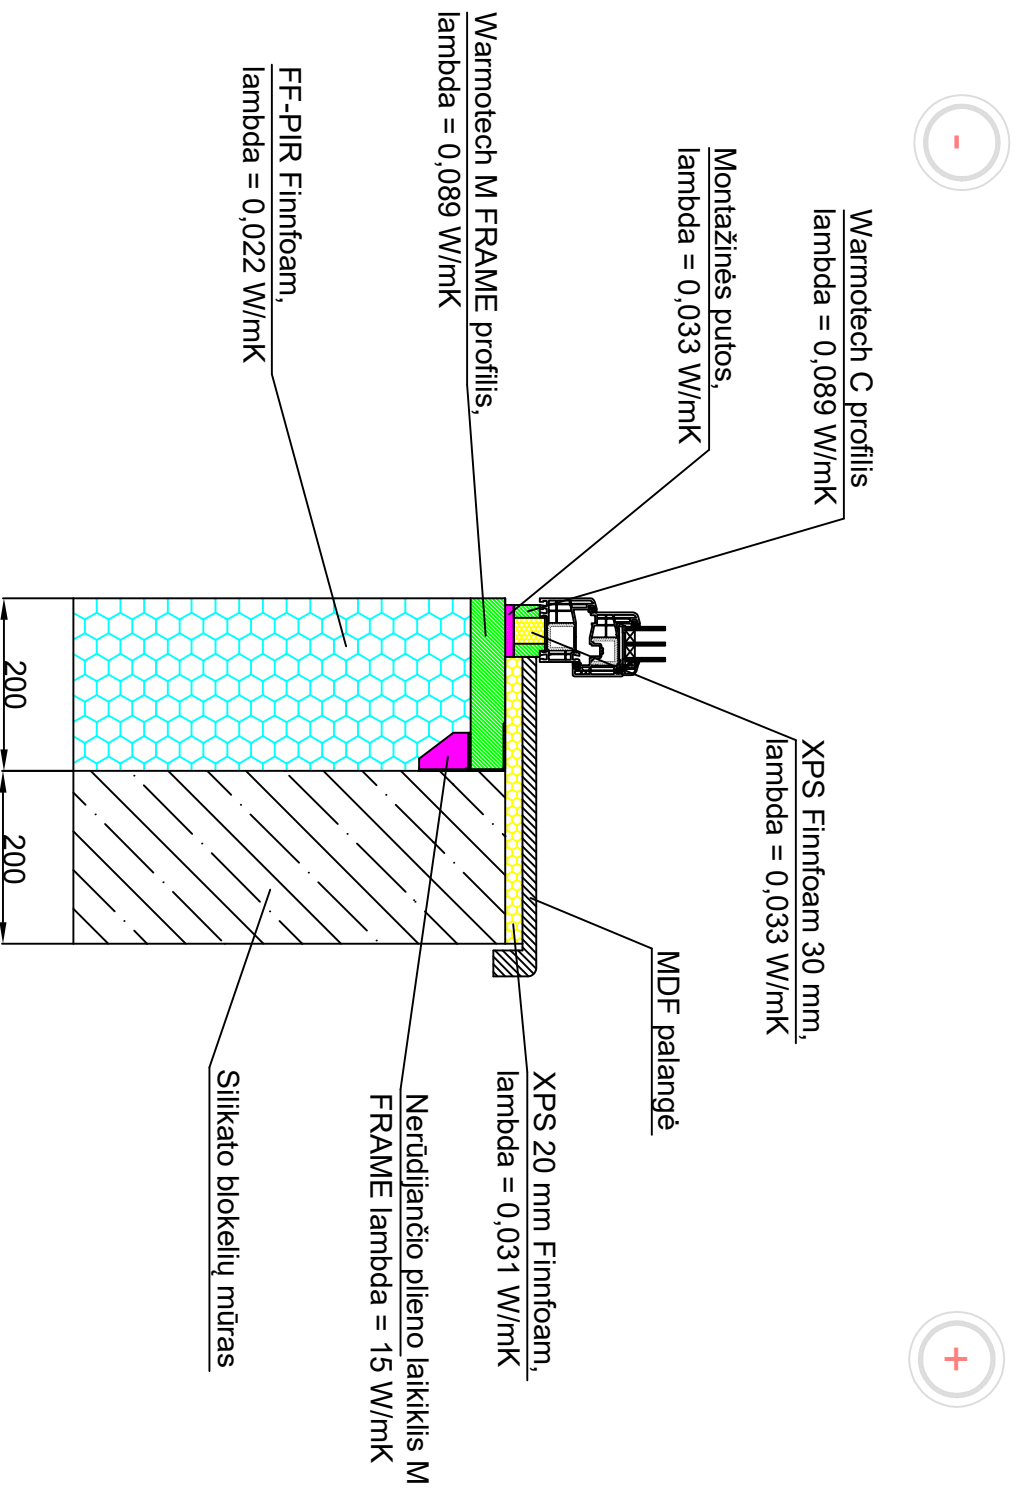 -
+
Warmotech C profilis
lambda = 0,089 W/mK
Montažinės putos,
lambda = 0,033 W/mK
Warmotech M FRAME profilis,
lambda = 0,089 W/mK
FF-PIR Finnfoam,
lambda = 0,022 W/mK
XPS Finnfoam 30 mm,
lambda = 0,033 W/mK
MDF palangė
XPS 20 mm Finnfoam,
lambda = 0,031 W/mK
Nerūdijančio plieno laikiklis M
FRAME lambda = 15 W/mK
Silikato blokelių mūras
200
200